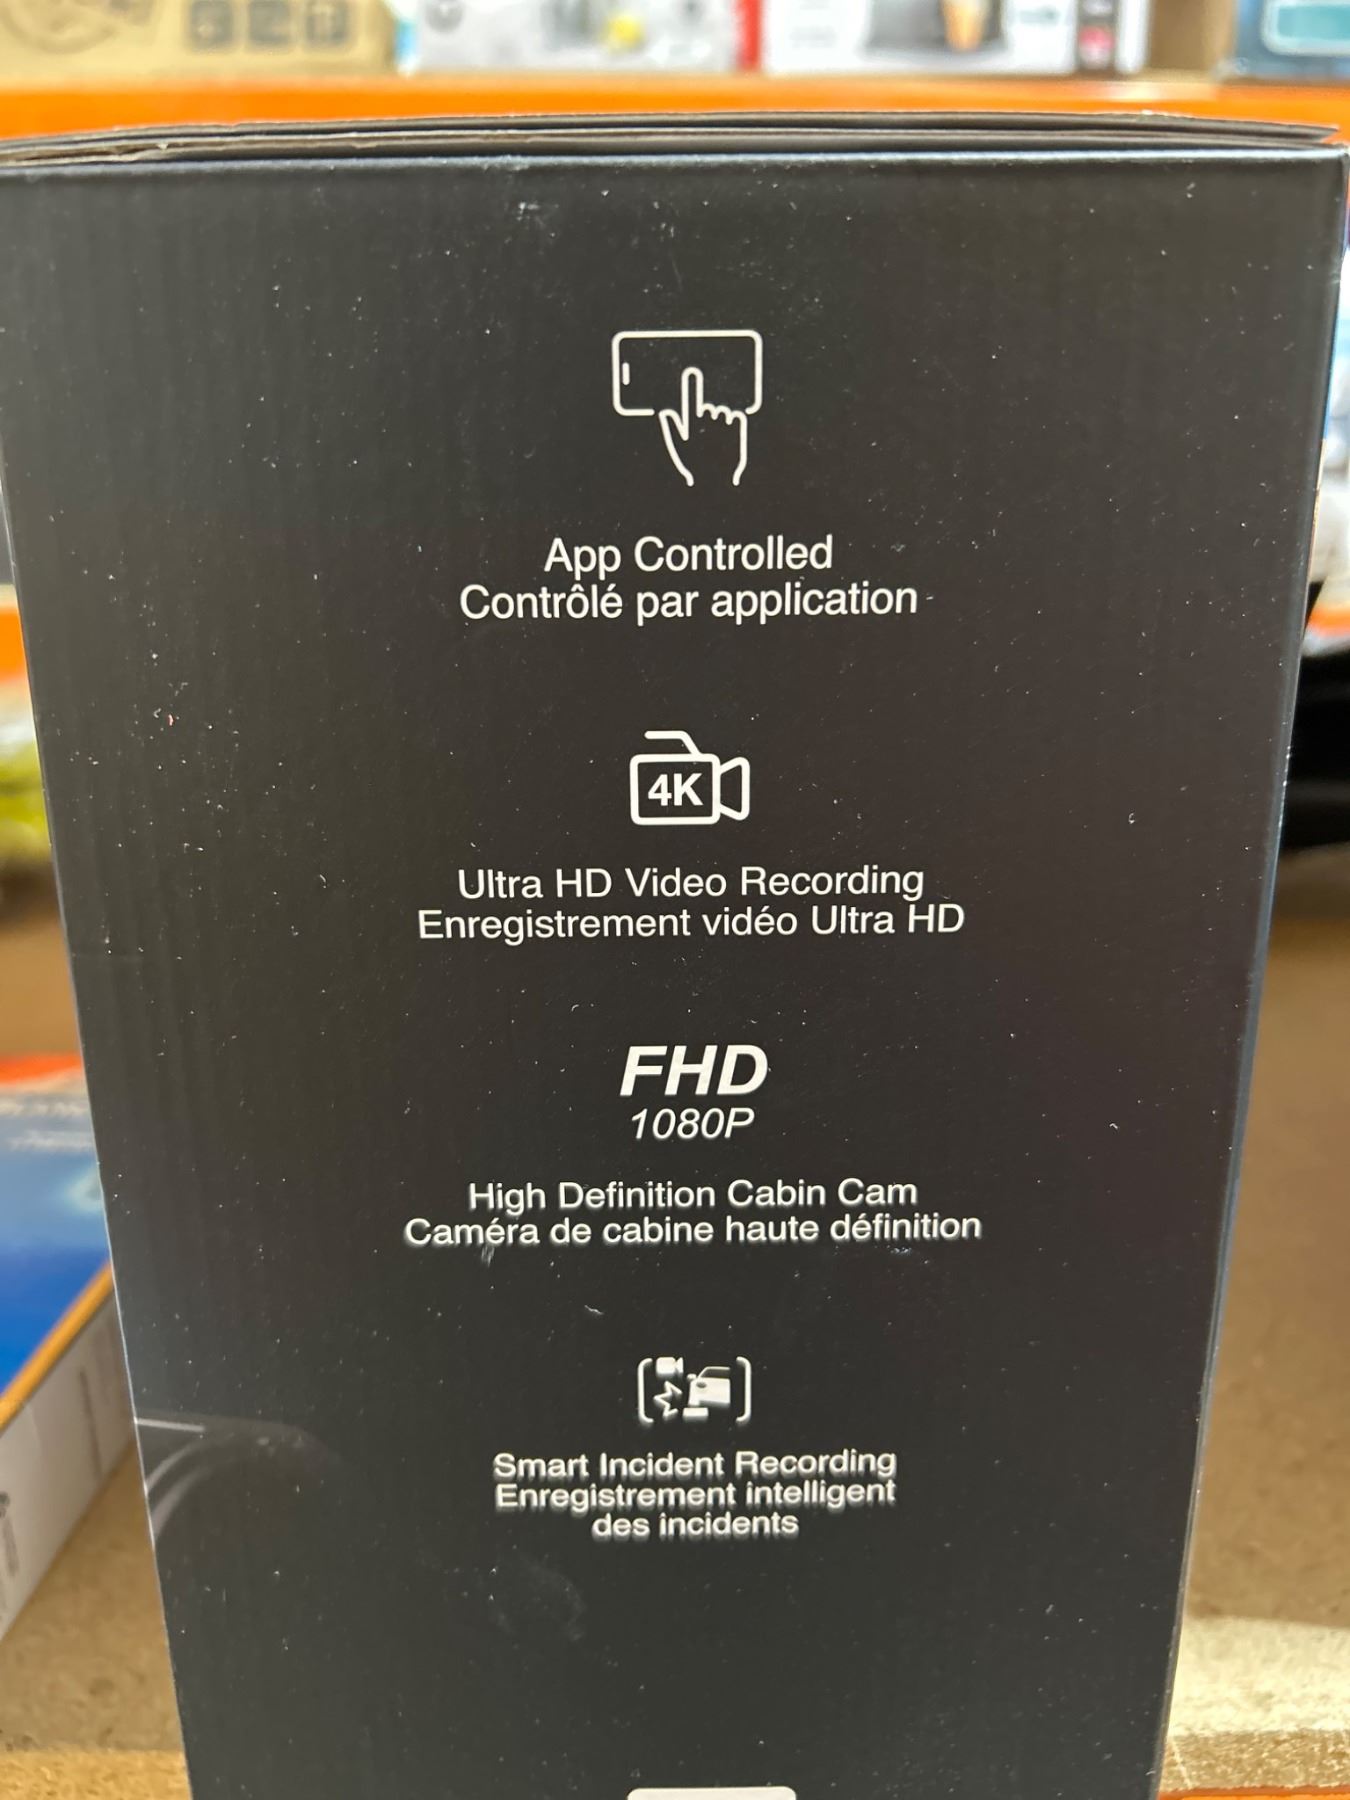 App Controlled
Contrôlé par application
4K
Ultra HD Video Recording
Enregistrement vidéo Ultra HD
FHD
1080P
High Definition Cabin Cam
Caméra de cabine haute définition
Smart Incident Recording
Enregistrement intelligent
des incidents